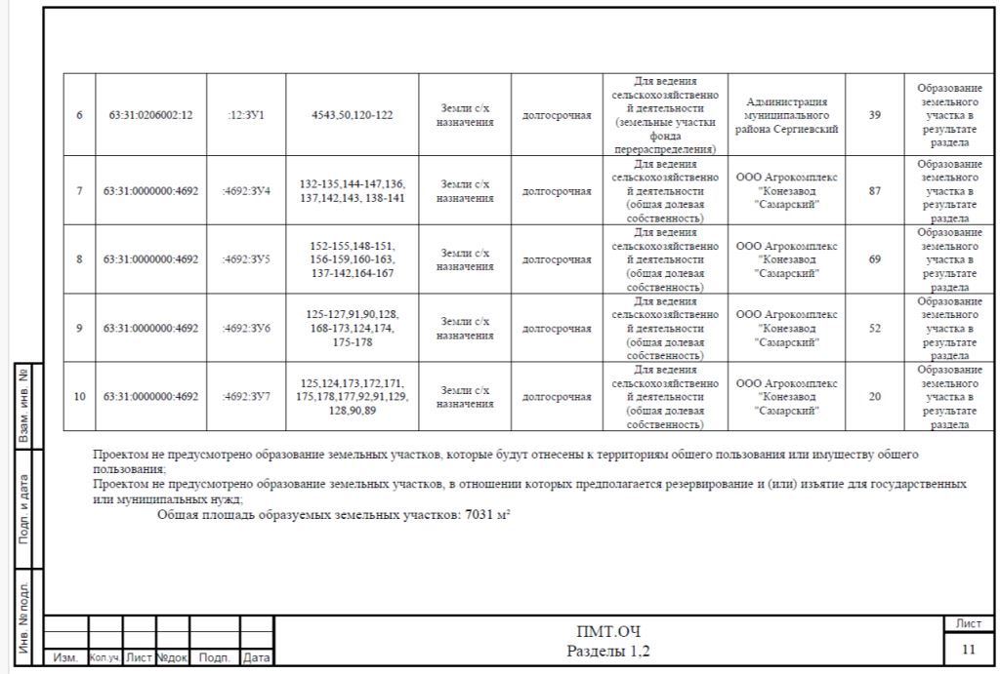 6 63:31:0206002:12 :12:ЗУ1 4543,50,120-122 Земли с/х назначения долгосрочная Для ведения сельскохозяйственно й деятельности (земельные участки фонда перераспределения) Администрация муниципального района Сергиевский 39 Образование земельного участка в результате раздела
7 63:31:0000000:4692 :4692:ЗУ4 132-135,144-147,136, 137,142,143, 138-141 Земли с/х назначения долгосрочная Для ведения сельскохозяйственно й деятельности (общая долевая собственность) ООО Агрокомплекс "Конезавод "Самарский" 87 Образование земельного участка в результате раздела
8 63:31:0000000:4692 :4692:ЗУ5 152-155,148-151, 156-159,160-163, 137-142,164-167 Земли с/х назначения долгосрочная Для ведения сельскохозяйственно й деятельности (общая долевая собственность) ООО Агрокомплекс "Конезавод "Самарский" 69 Образование земельного участка в результате раздела
9 63:31:0000000:4692 :4692:ЗУ6 125-127,91,90,128, 168-173,124,174, 175-178 Земли с/х назначения долгосрочная Для ведения сельскохозяйственно й деятельности (общая долевая собственность) ООО Агрокомплекс "Конезавод "Самарский" 52 Образование земельного участка в результате раздела
10 63:31:0000000:4692 :4692:ЗУ7 125,124,173,172,171, 175,178,177,92,91,129, 128,90,89 Земли с/х назначения долгосрочная Для ведения сельскохозяйственно й деятельности (общая долевая собственность) ООО Агрокомплекс "Конезавод "Самарский" 20 Образование земельного участка в результате раздела
Проектом не предусмотрено образование земельных участков, которые будут отнесены к территориям общего пользования или имуществу общего
пользования;
Проектом не предусмотрено образование земельных участков, в отношении которых предполагается резервирование и (или) изъятие для государственных
или муниципальных нужд;
Общая площадь образуемых земельных участков: 7031 м²
Взам. инв. №
Подп. и дата
Инв. № подл.
Изм. Кол.уч. Лист №док Подп. Дата
ПМТ.ОЧ
Разделы 1,2
Лист
11